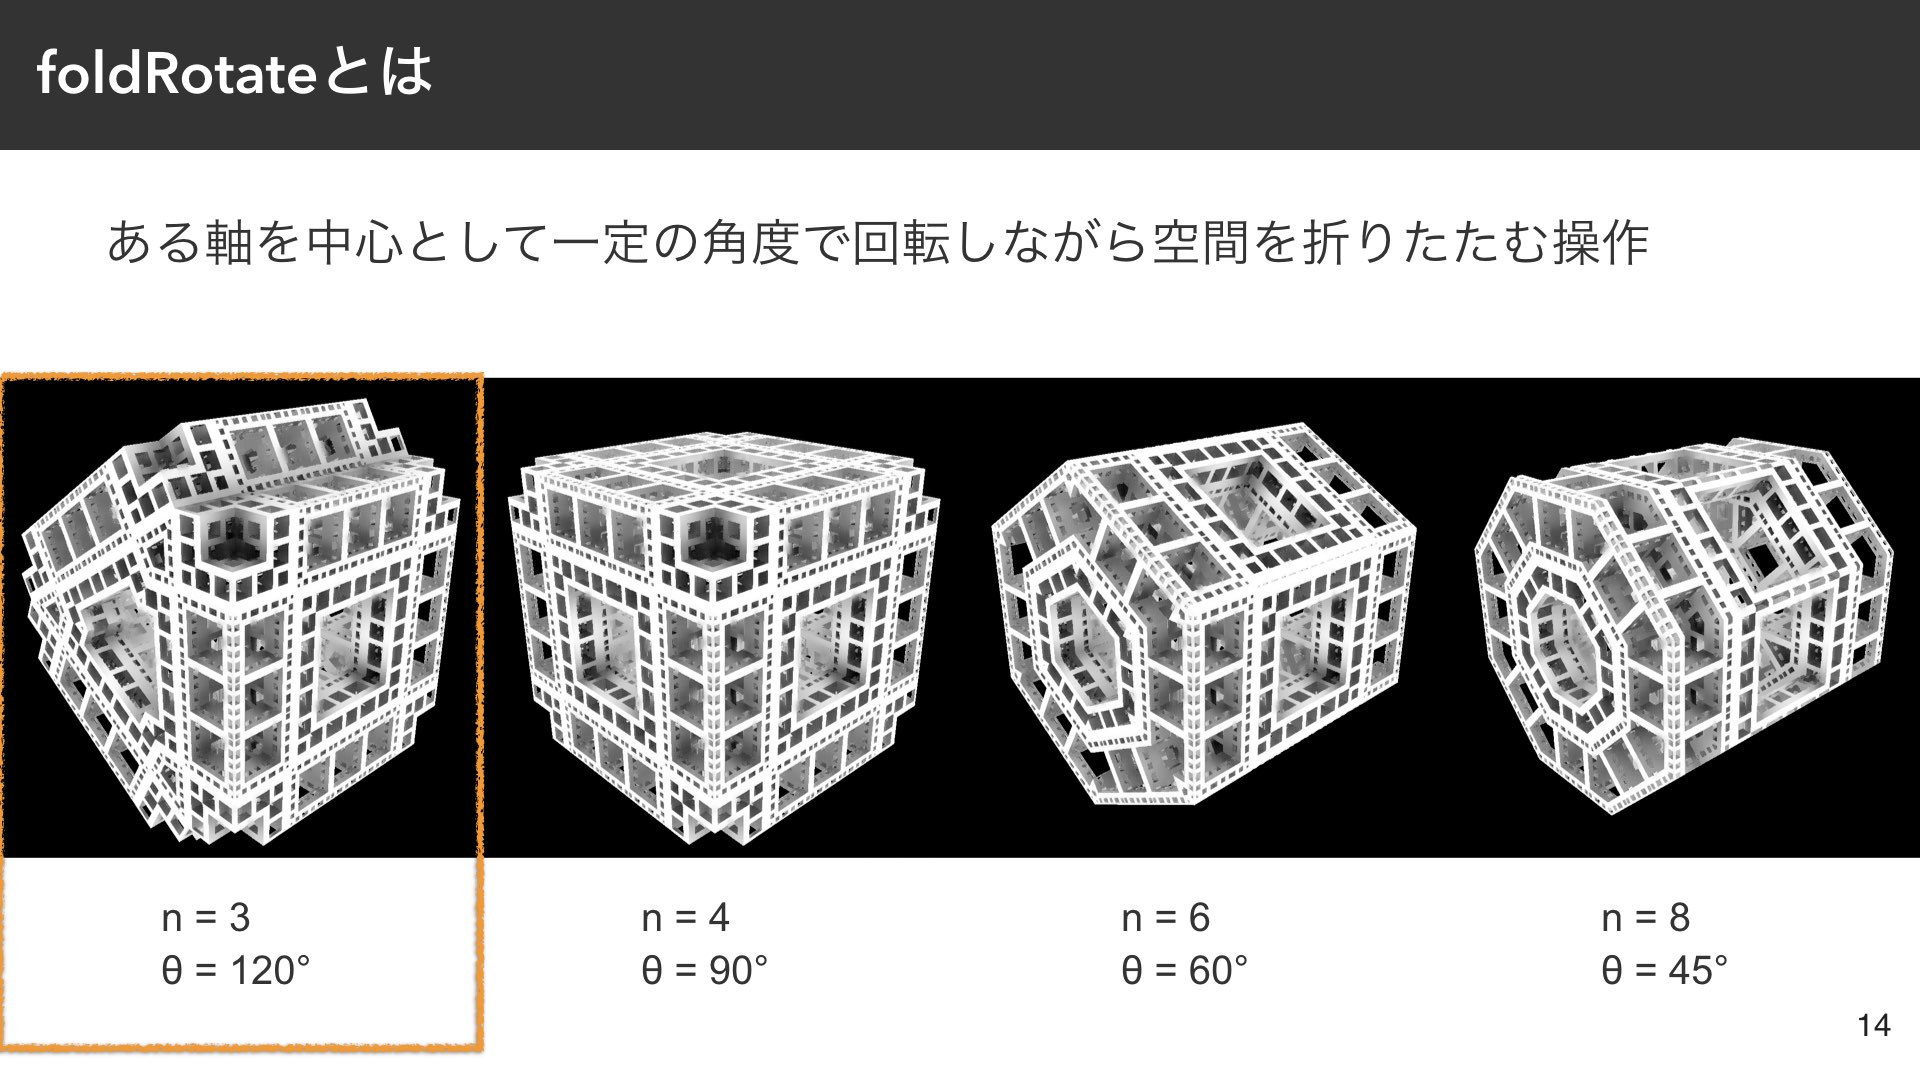 foldRotateとは
ある軸を中心として一定の角度で回転しながら空間を折りたたむ操作
n = 3
θ = 120°
n = 4
θ = 90°
n = 6
θ = 60°
n = 8
θ = 45°
14